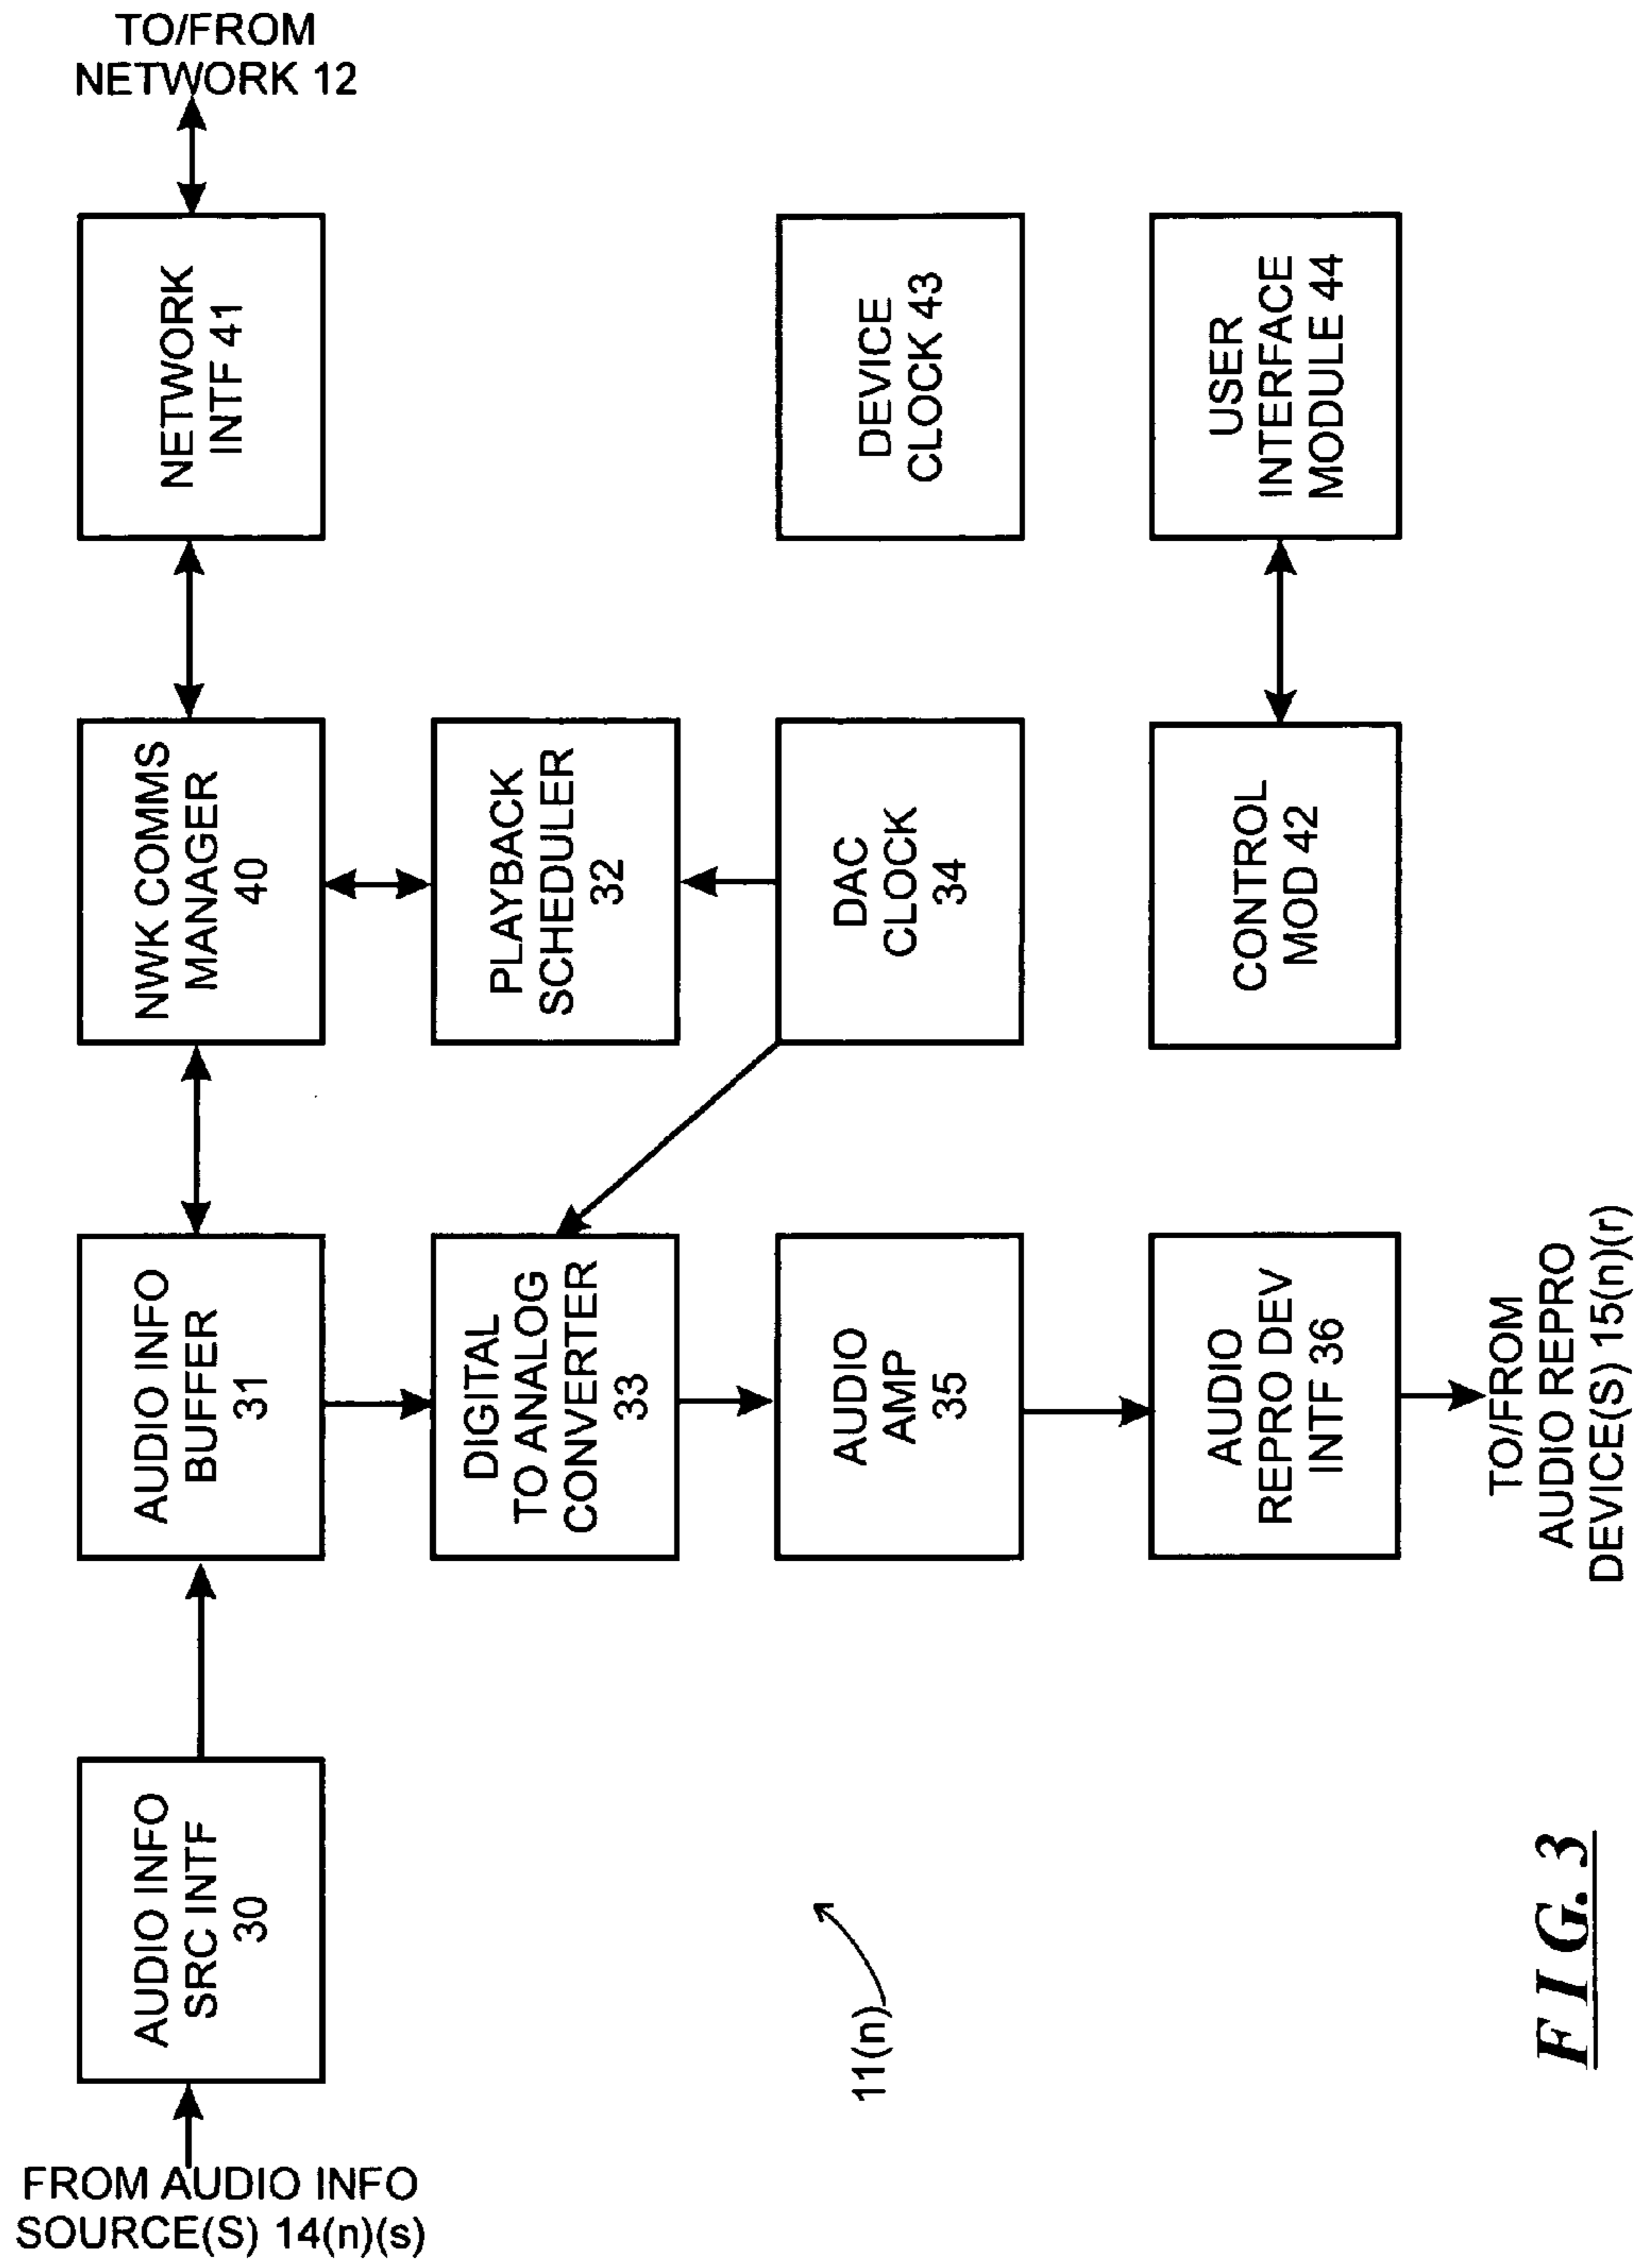 TO/FROM
NETWORK 12
NETWORK
INTF 41
NWK COMMS
MANAGER
40
AUDIO INFO
BUFFER
31
AUDIO INFO
SRC INTF
30
FROM AUDIO INFO
SOURCE(S) 14(n)(s)
PLAYBACK
SCHEDULER
32
DIGITAL
TO ANALOG
CONVERTER
33
DEVICE
CLOCK 43
DAC
CLOCK
34
AUDIO
AMP
35
11(n)
USER
INTERFACE
MODULE 44
CONTROL
MOD 42
AUDIO
REPRO DEV
INTF 36
TO/FROM
AUDIO REPRO
DEVICE(S) 15(n)(r)
FIG. 3